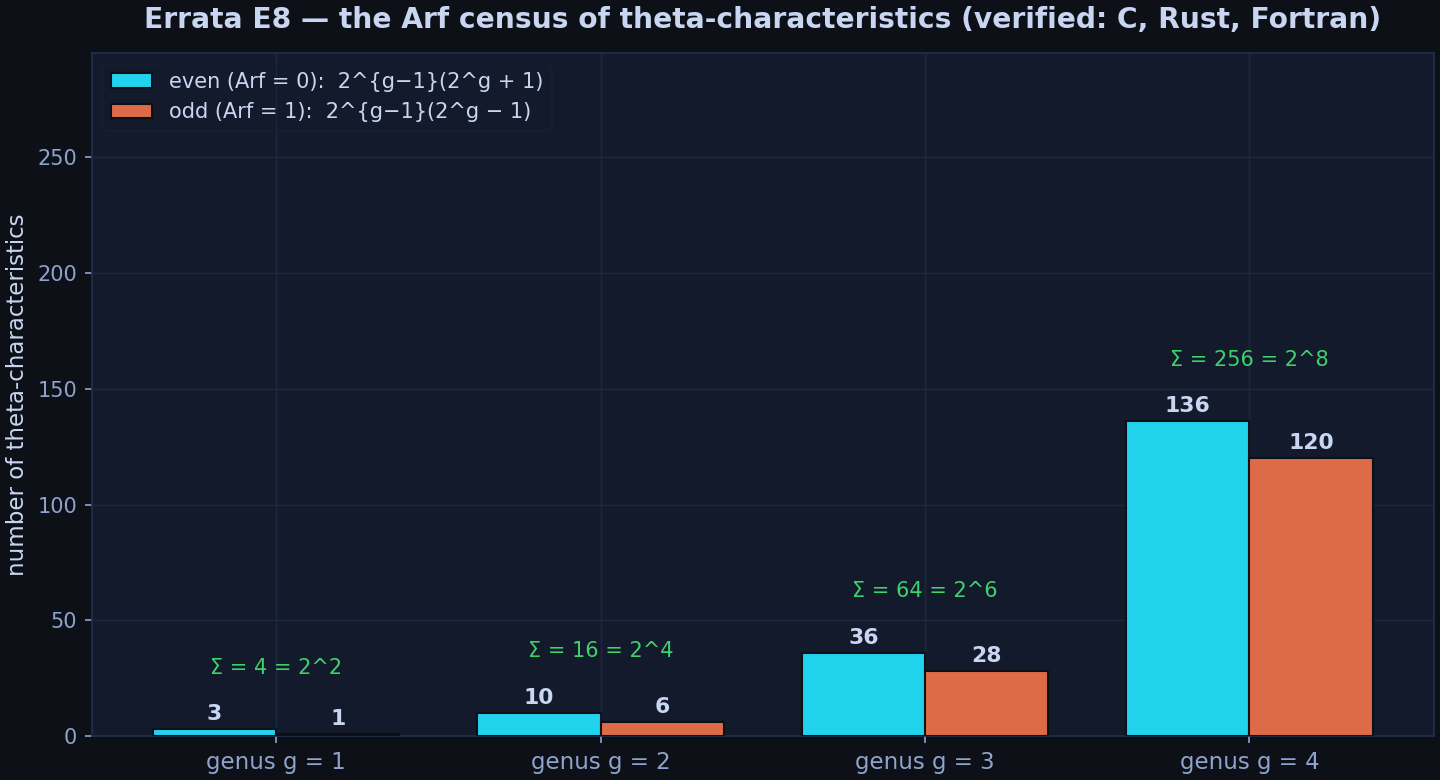 Errata E8 — the Arf census of theta-characteristics (verified: C, Rust, Fortran)
even (Arf = 0):  2^{g−1}(2^g + 1)
odd (Arf = 1):  2^{g−1}(2^g − 1)
number of theta-characteristics
250
200
150
100
50
0
Σ = 4 = 2^2
3
1
Σ = 16 = 2^4
10
6
Σ = 64 = 2^6
36
28
Σ = 256 = 2^8
136
120
genus g = 1
genus g = 2
genus g = 3
genus g = 4